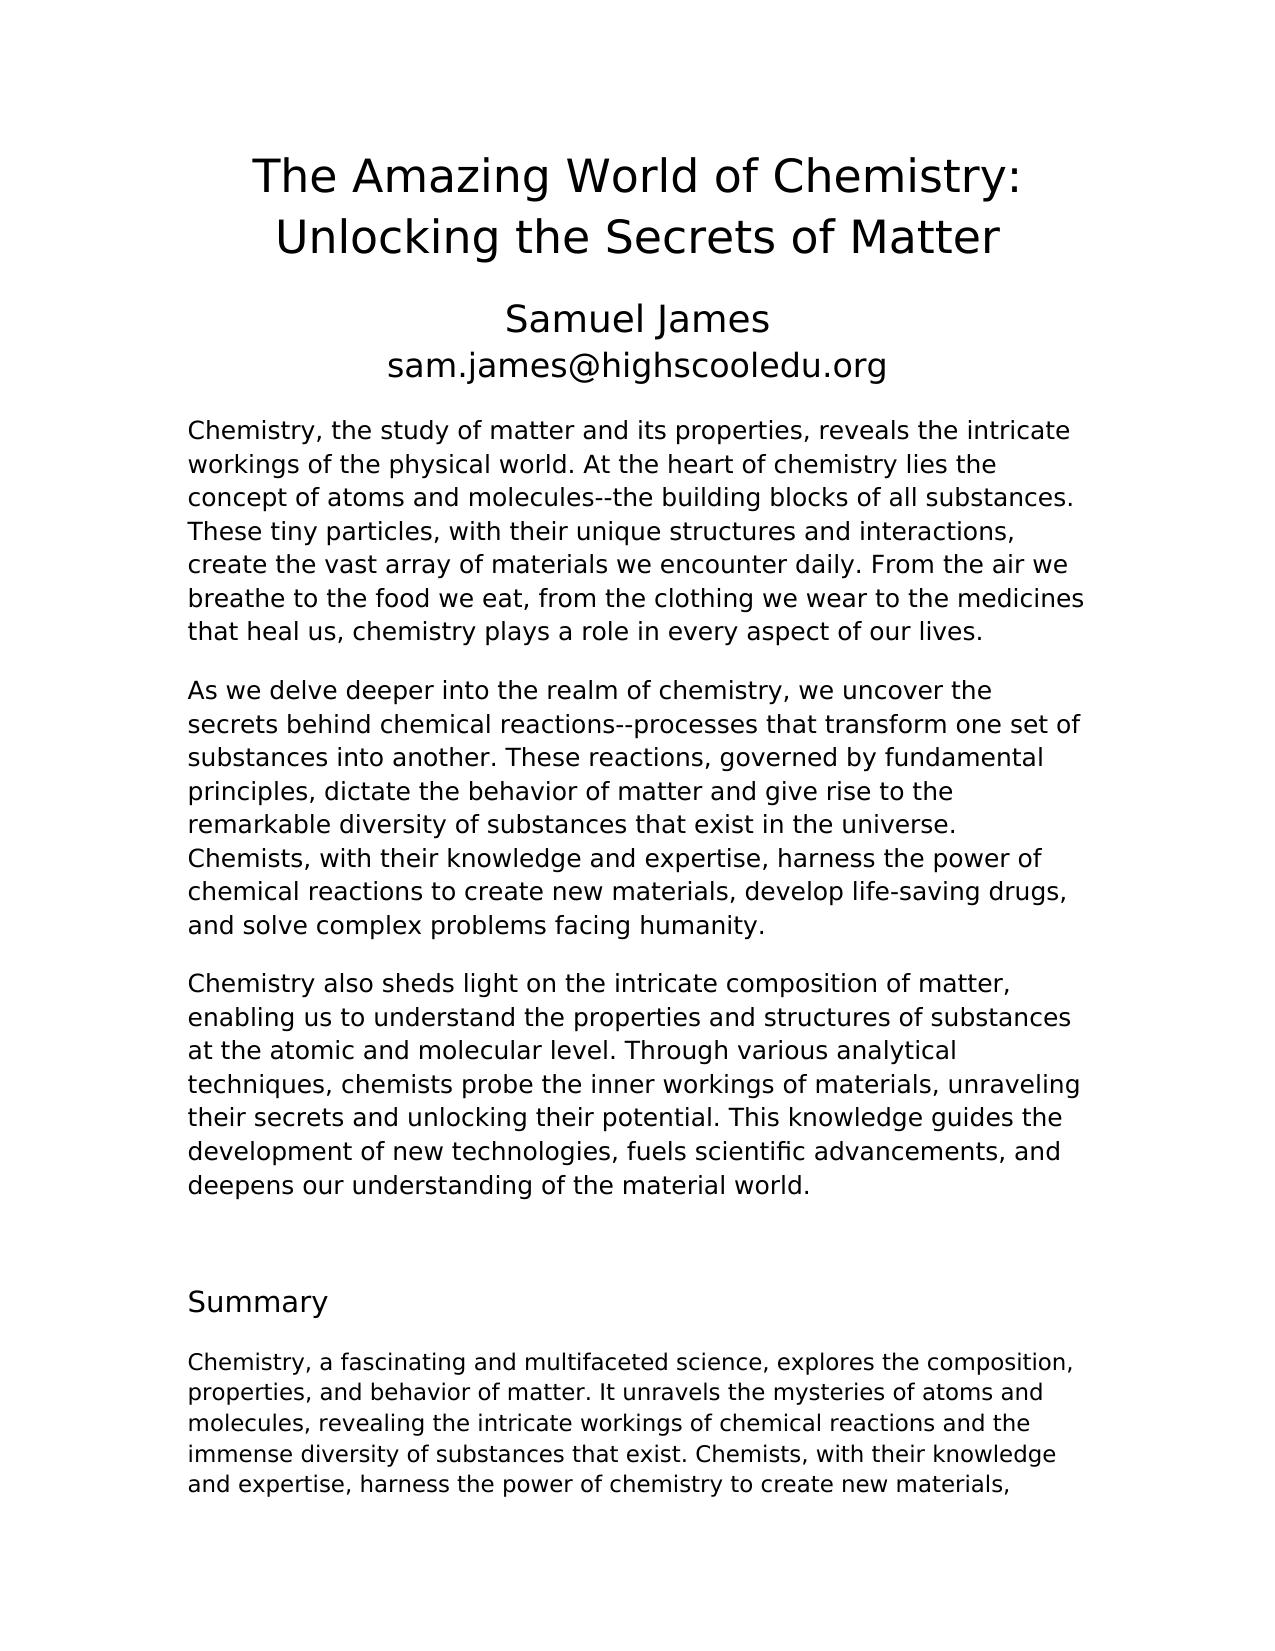 The Amazing World of Chemistry:
Unlocking the Secrets of Matter
Samuel James
sam.james@highscooledu.org
Chemistry, the study of matter and its properties, reveals the intricate
workings of the physical world. At the heart of chemistry lies the
concept of atoms and molecules--the building blocks of all substances.
These tiny particles, with their unique structures and interactions,
create the vast array of materials we encounter daily. From the air we
breathe to the food we eat, from the clothing we wear to the medicines
that heal us, chemistry plays a role in every aspect of our lives.
As we delve deeper into the realm of chemistry, we uncover the
secrets behind chemical reactions--processes that transform one set of
substances into another. These reactions, governed by fundamental
principles, dictate the behavior of matter and give rise to the
remarkable diversity of substances that exist in the universe.
Chemists, with their knowledge and expertise, harness the power of
chemical reactions to create new materials, develop life-saving drugs,
and solve complex problems facing humanity.
Chemistry also sheds light on the intricate composition of matter,
enabling us to understand the properties and structures of substances
at the atomic and molecular level. Through various analytical
techniques, chemists probe the inner workings of materials, unraveling
their secrets and unlocking their potential. This knowledge guides the
development of new technologies, fuels scientific advancements, and
deepens our understanding of the material world.
Summary
Chemistry, a fascinating and multifaceted science, explores the composition,
properties, and behavior of matter. It unravels the mysteries of atoms and
molecules, revealing the intricate workings of chemical reactions and the
immense diversity of substances that exist. Chemists, with their knowledge
and expertise, harness the power of chemistry to create new materials,